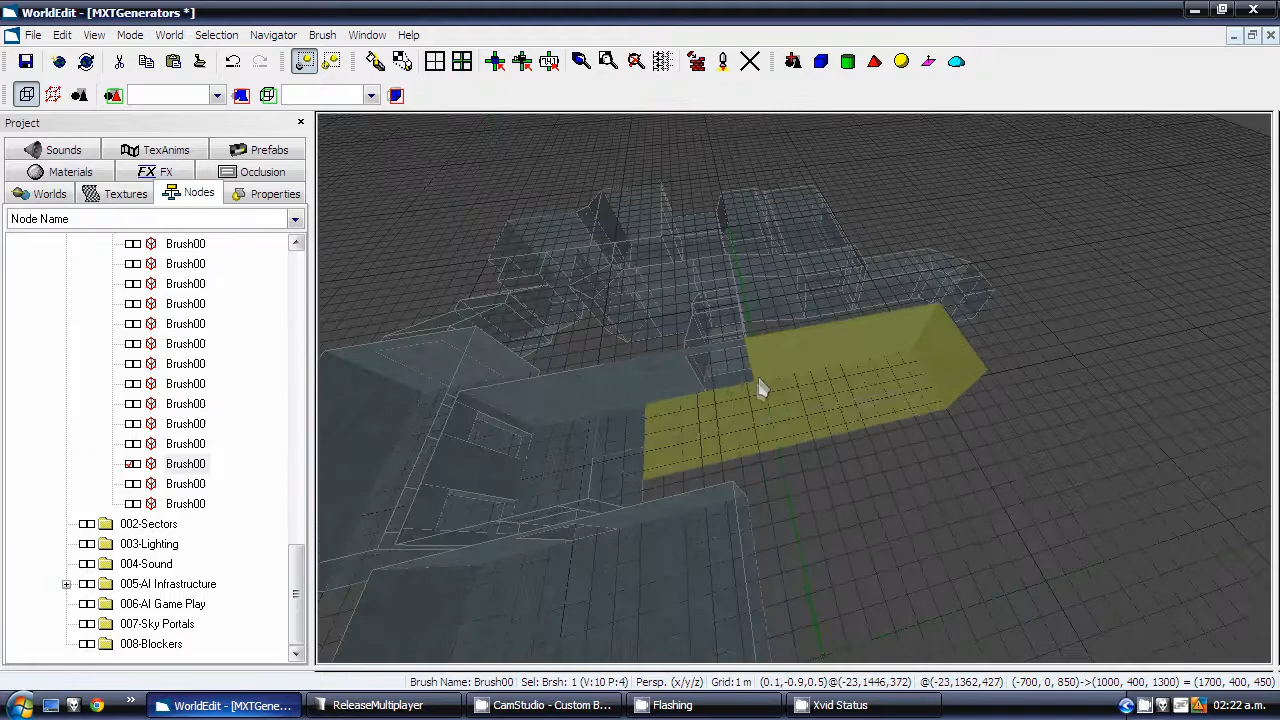 WorldEdit - [MXTGenerators *]
File Edit View Mode World Selection Navigator Brush Window Help
Project
Sounds TexAnims Prefabs
Materials FX FX Occlusion
Worlds Textures Nodes Properties
Node Name
Brush00
Brush00
Brush00
Brush00
Brush00
Brush00
Brush00
Brush00
Brush00
Brush00
Brush00
Brush00
Brush00
Brush00
002-Sectors
003-Lighting
004-Sound
005-AI Infrastructure
006-AI Game Play
007-Sky Portals
008-Blockers
Brush Name: Brush00 Sel: Brsh: 1 (V:10 P:4) Persp. (x/y/z) Grid:1 m (0.1,-0.9,0.5)@(-23,1446,372) @(-23,1362,427) (-700, 0, 850)->(1000, 400, 1300) = (1700, 400, 450)
WorldEdit - [MXTGene... ReleaseMultiplayer CamStudio - Custom B... Flashing Xvid Status 02:22 a.m.